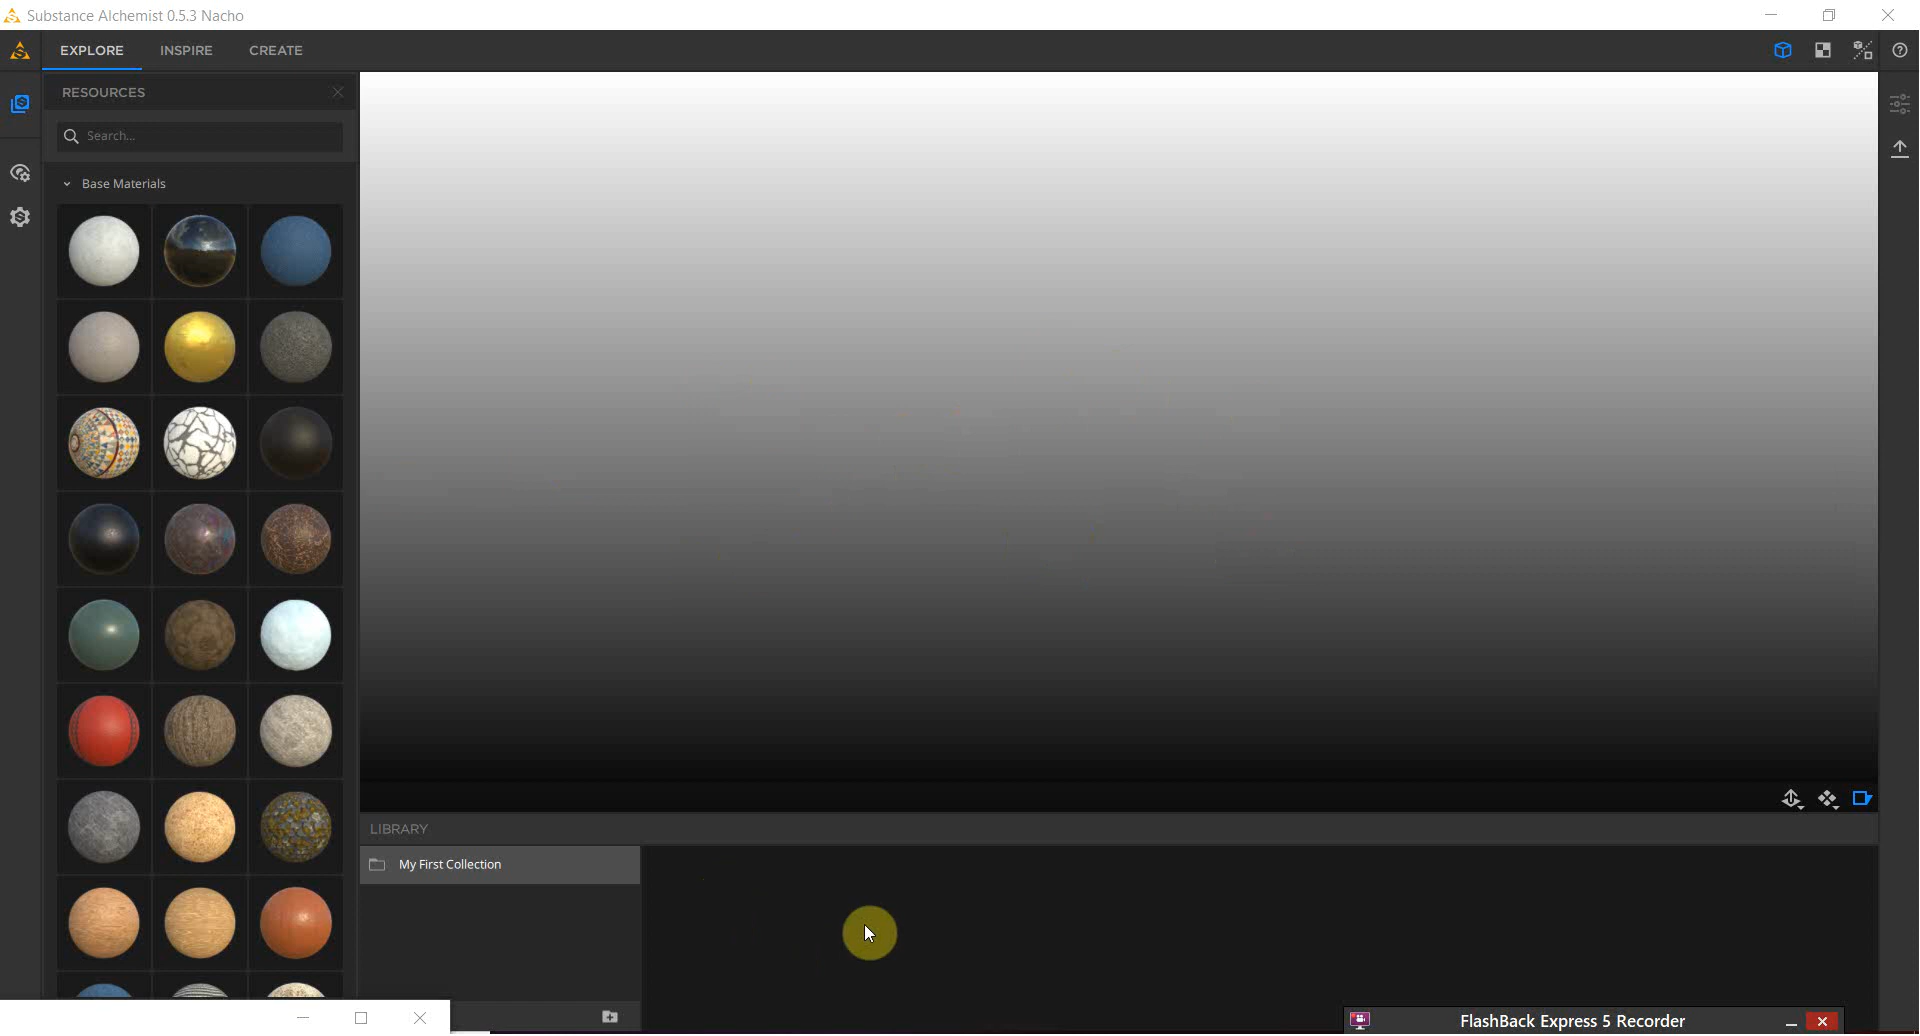 Substance Alchemist 0.5.3 Nacho
EXPLORE INSPIRE CREATE
RESOURCES
Search...
Base Materials
LIBRARY
My First Collection
FlashBack Express 5 Recorder